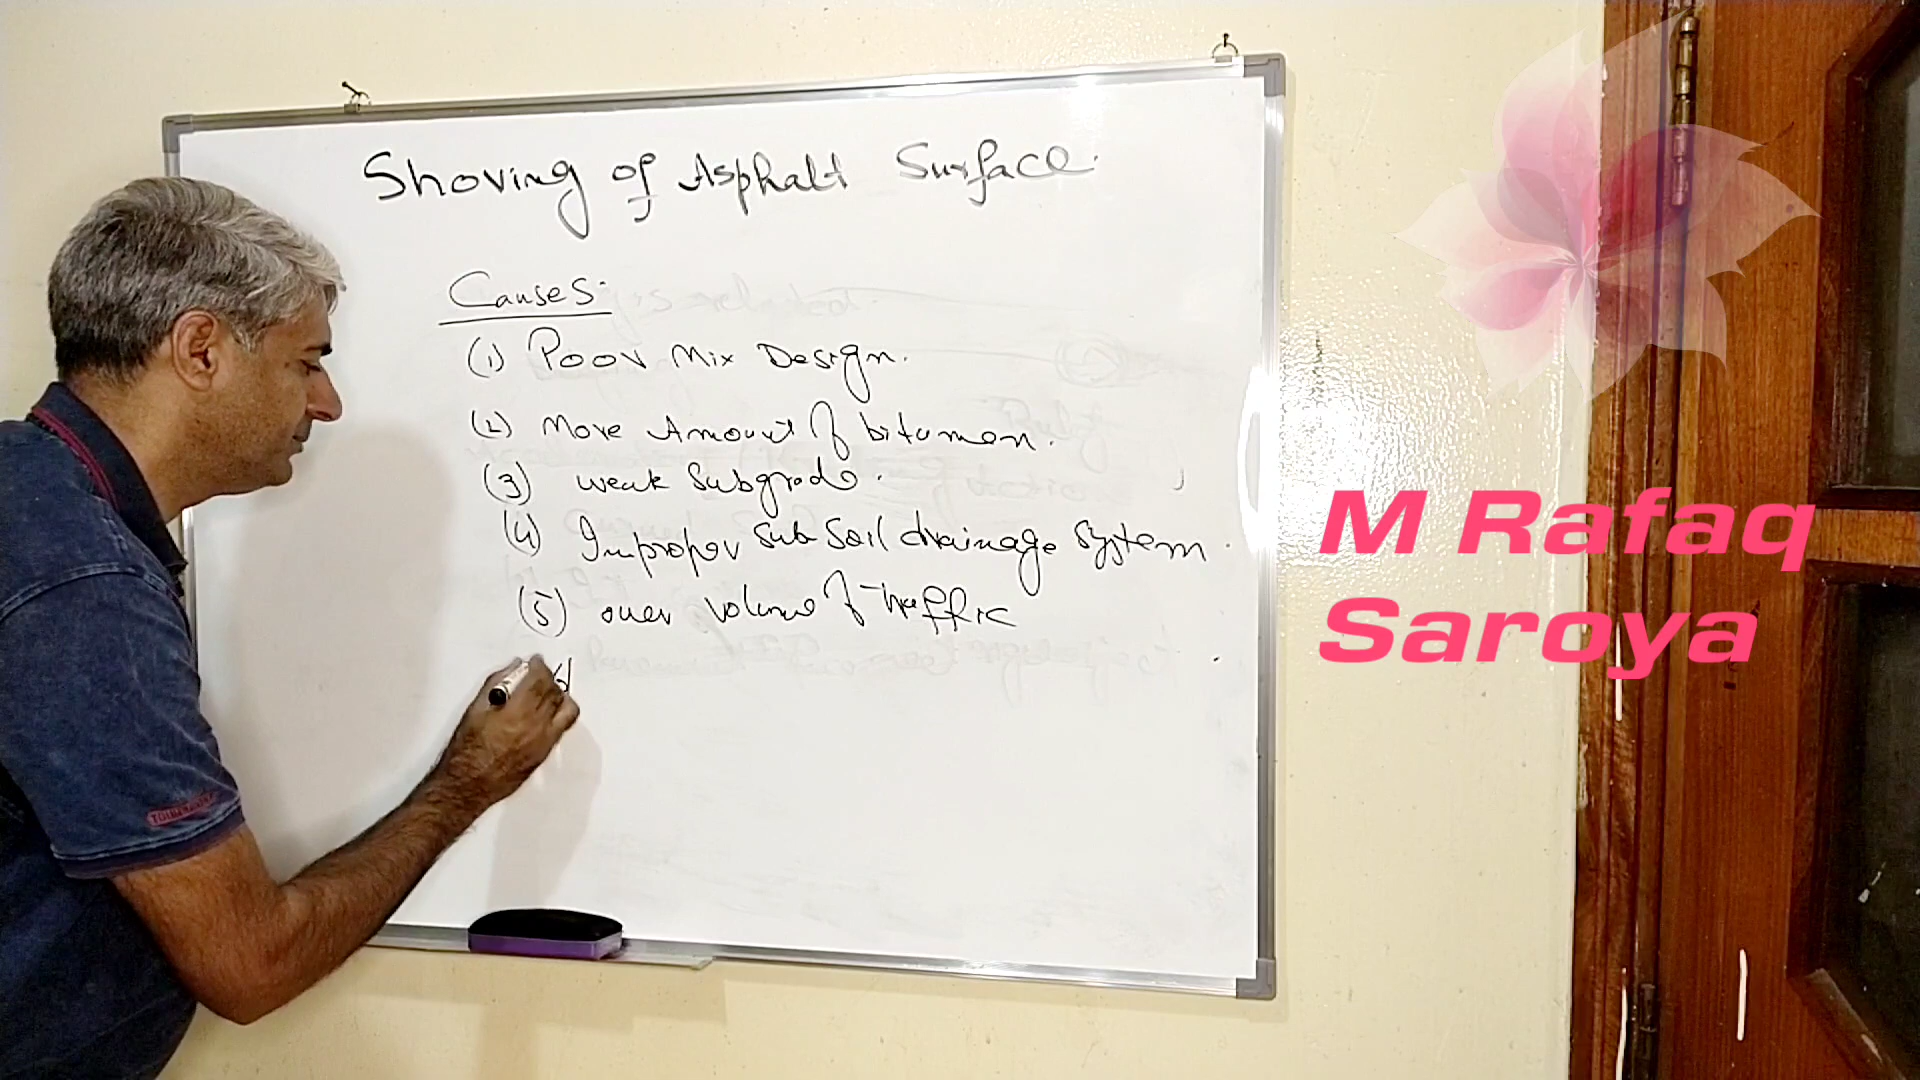 Shoving of Asphalt Surface.
Causes.
(1) Poor Mix Design.
(2) More Amount of bitumen.
(3) weak Subgrade.
(4) Improper Sub Soil drainage System.
(5) over volume of traffic
M Rafaq
Saroya